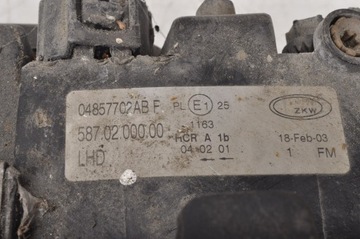 04857702AB F PL E1 25 ZKW
587.02.000.00 1163
HCR A 1b 18-Feb-03
LHD 04 02 01 1 FM